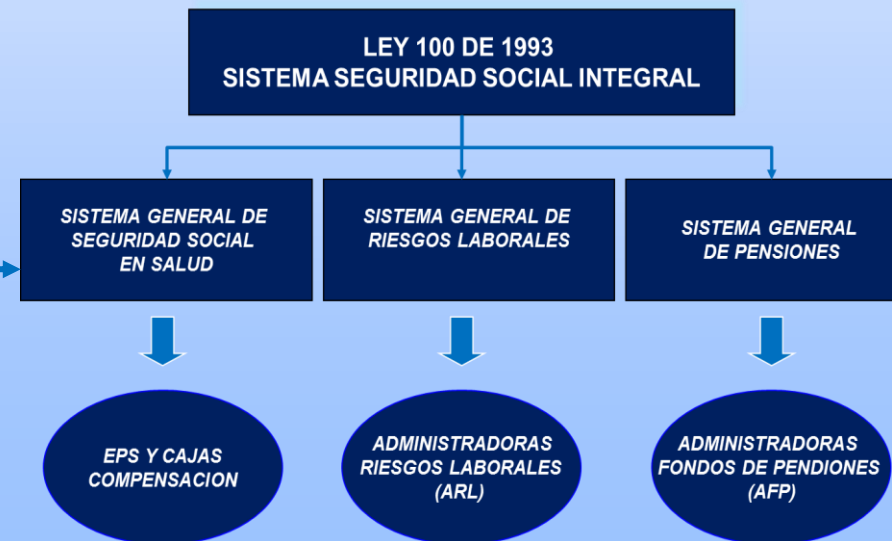 LEY 100 DE 1993
SISTEMA SEGURIDAD SOCIAL INTEGRAL
SISTEMA GENERAL DE
SEGURIDAD SOCIAL
EN SALUD
SISTEMA GENERAL DE
RIESGOS LABORALES
SISTEMA GENERAL
DE PENSIONES
EPS Y CAJAS
COMPENSACION
ADMINISTRADORAS
RIESGOS LABORALES
(ARL)
ADMINISTRADORAS
FONDOS DE PENDIONES
(AFP)